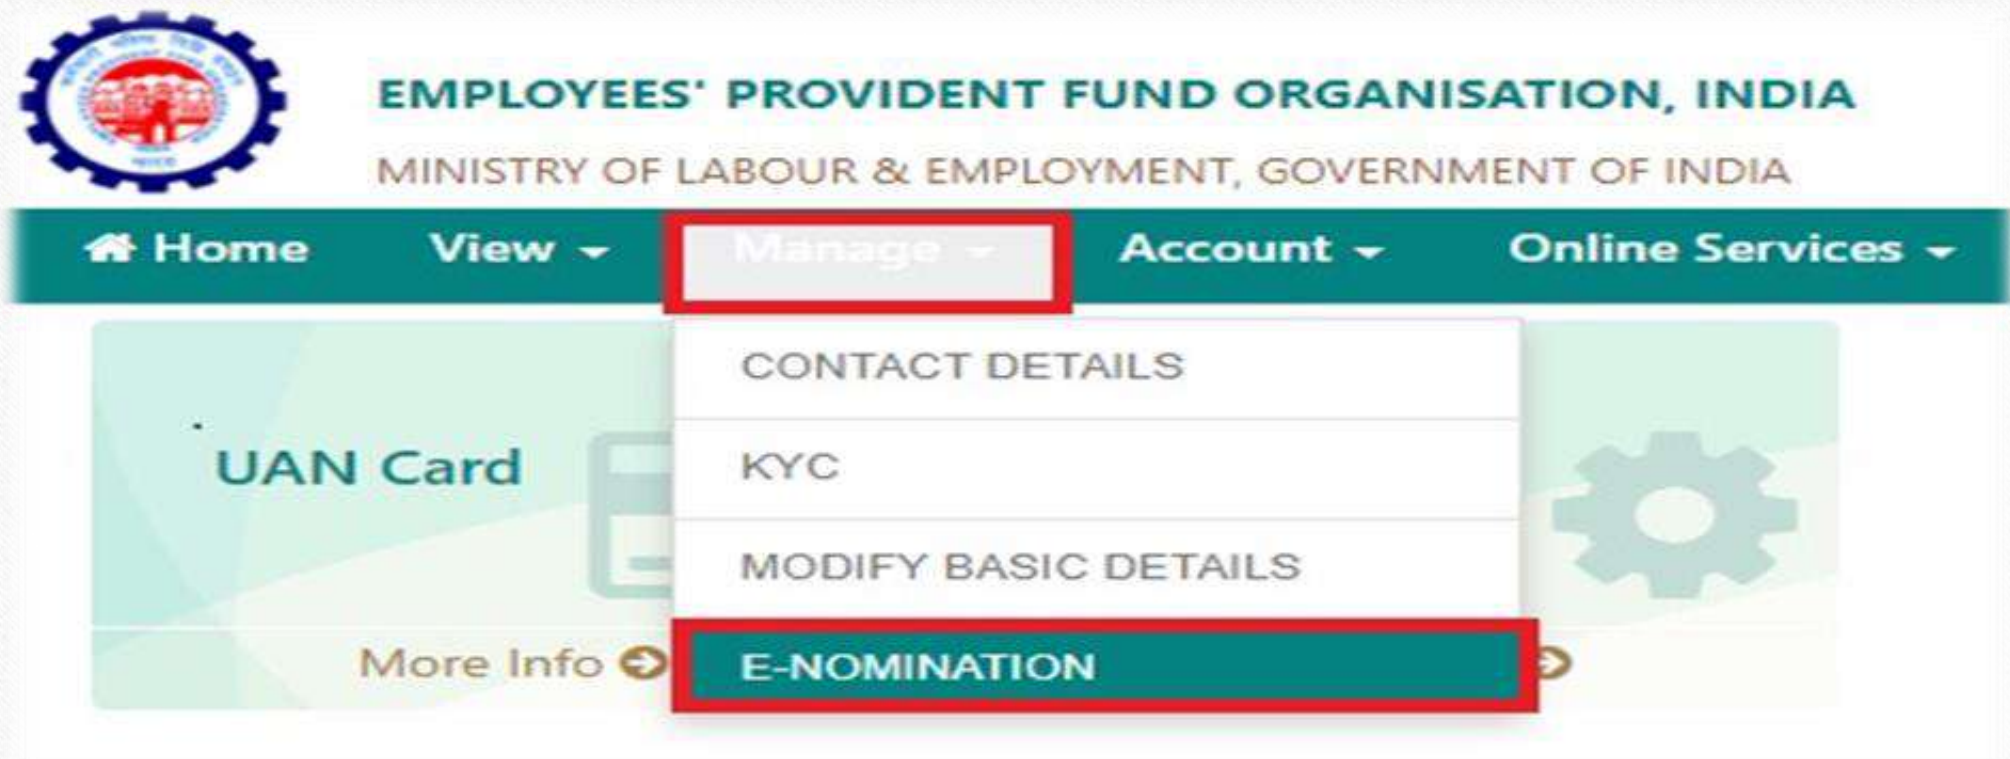 EMPLOYEES' PROVIDENT FUND ORGANISATION, INDIA
MINISTRY OF LABOUR & EMPLOYMENT, GOVERNMENT OF INDIA
Home View Manage Account Online Services
CONTACT DETAILS
UAN Card
KYC
MODIFY BASIC DETAILS
More Info
E-NOMINATION